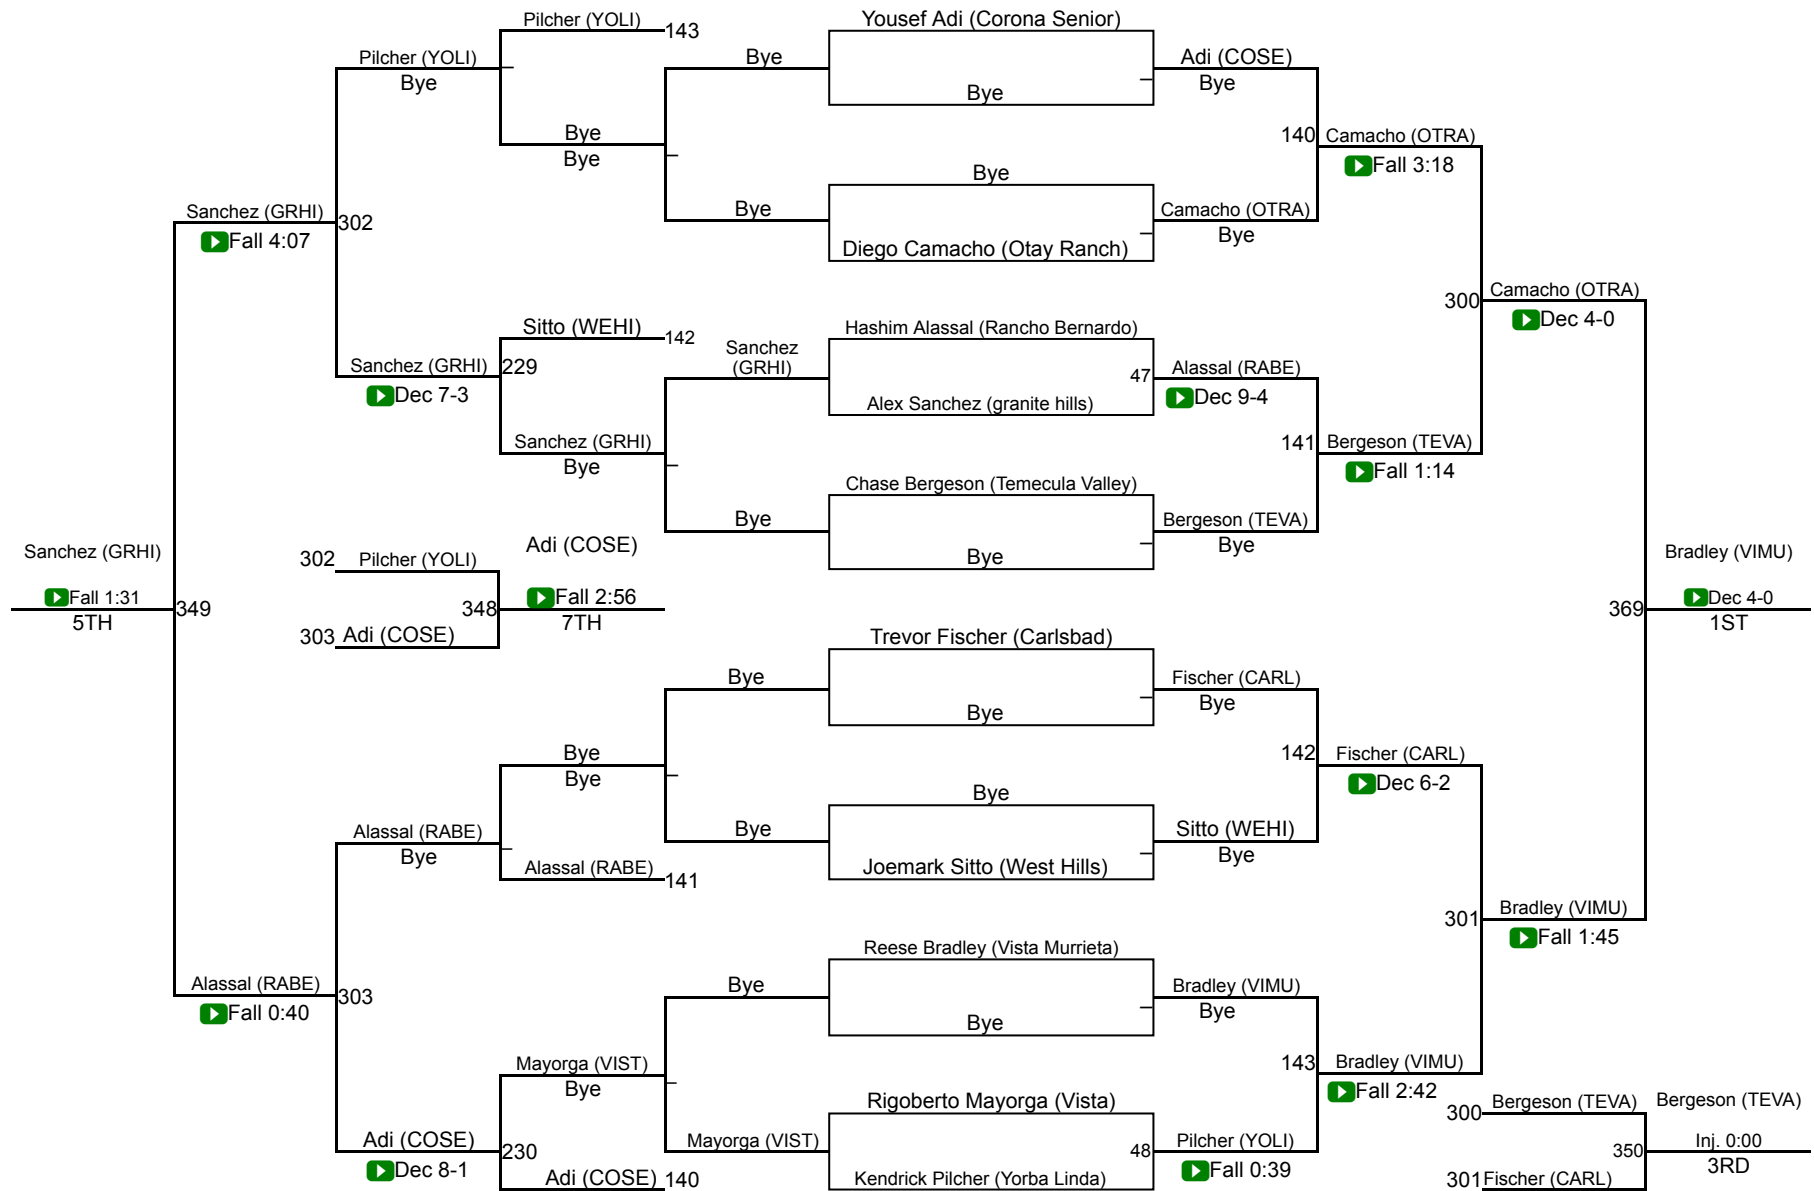 Pilcher (YOLI)
143
Yousef Adi (Corona Senior)
Pilcher (YOLI)
Bye
Bye
Bye
Adi (COSE)
Bye
Bye
Bye
140
Camacho (OTRA)
Fall 3:18
Bye
Sanchez (GRHI)
302
Fall 4:07
Bye
Diego Camacho (Otay Ranch)
Camacho (OTRA)
Bye
300
Camacho (OTRA)
Dec 4-0
Sitto (WEHI)
142
Hashim Alassal (Rancho Bernardo)
Sanchez (GRHI)
229
Dec 7-3
Sanchez
(GRHI)
47
Alassal (RABE)
Dec 9-4
Alex Sanchez (granite hills)
Sanchez (GRHI)
Bye
141
Bergeson (TEVA)
Fall 1:14
Chase Bergeson (Temecula Valley)
Bye
Bye
Bergeson (TEVA)
Bye
Sanchez (GRHI)
Fall 1:31
5TH
349
302
Pilcher (YOLI)
303
Adi (COSE)
348
Adi (COSE)
Fall 2:56
7TH
369
Bradley (VIMU)
Dec 4-0
1ST
Trevor Fischer (Carlsbad)
Bye
Bye
Fischer (CARL)
Bye
Bye
Bye
142
Fischer (CARL)
Dec 6-2
Bye
Alassal (RABE)
Bye
Bye
Joemark Sitto (West Hills)
Sitto (WEHI)
Bye
Alassal (RABE)
141
301
Bradley (VIMU)
Fall 1:45
Reese Bradley (Vista Murrieta)
Alassal (RABE)
303
Fall 0:40
Bye
Bye
Bradley (VIMU)
Bye
Mayorga (VIST)
Bye
143
Bradley (VIMU)
Fall 2:42
Rigoberto Mayorga (Vista)
Adi (COSE)
230
Dec 8-1
Mayorga (VIST)
48
Pilcher (YOLI)
Fall 0:39
Adi (COSE)
140
Kendrick Pilcher (Yorba Linda)
300
Bergeson (TEVA)
Bergeson (TEVA)
350
Inj. 0:00
3RD
301
Fischer (CARL)